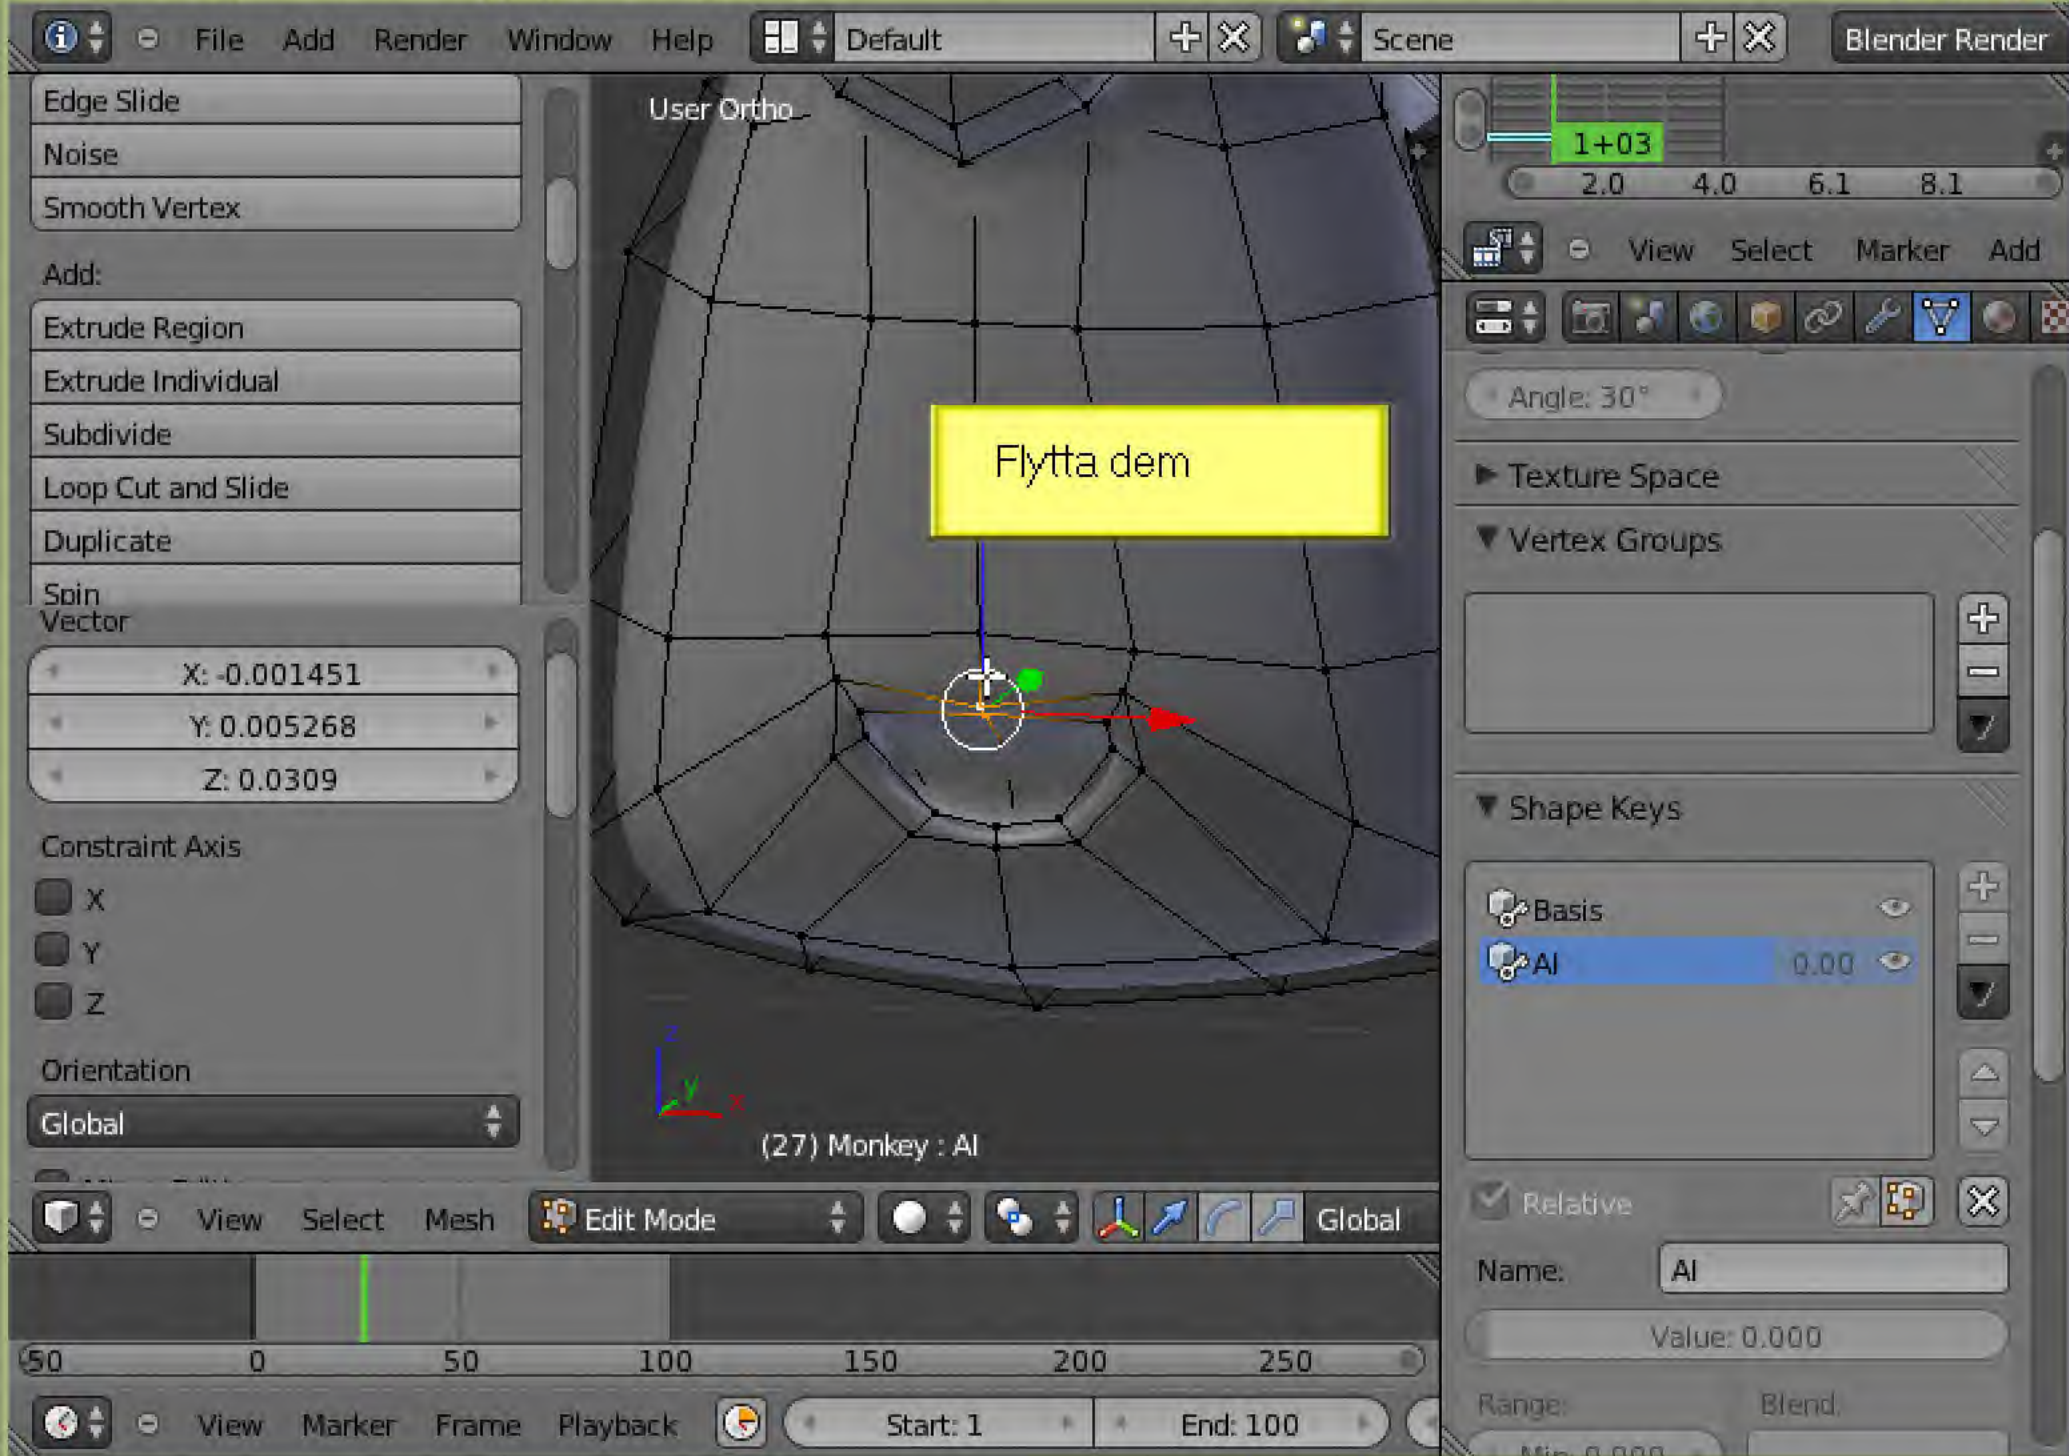 File Add Render Window Help Default Scene Blender Render
Edge Slide
Noise
Smooth Vertex
Add:
Extrude Region
Extrude Individual
Subdivide
Loop Cut and Slide
Duplicate
Spin
Vector
X: -0.001451
Y: 0.005268
Z: 0.0309
Constraint Axis
X
Y
Z
Orientation
Global
User Ortho
Flytta dem
z
y
x
(27) Monkey : AI
View Select Mesh Edit Mode Global
-50 0 50 100 150 200 250
View Marker Frame Playback Start: 1 End: 100
1+03
2.0 4.0 6.1 8.1
View Select Marker Add
Angle: 30°
Texture Space
Vertex Groups
Shape Keys
Basis
AI 0.00
Relative
Name: AI
Value: 0.000
Range: Blend:
Min: 0.000